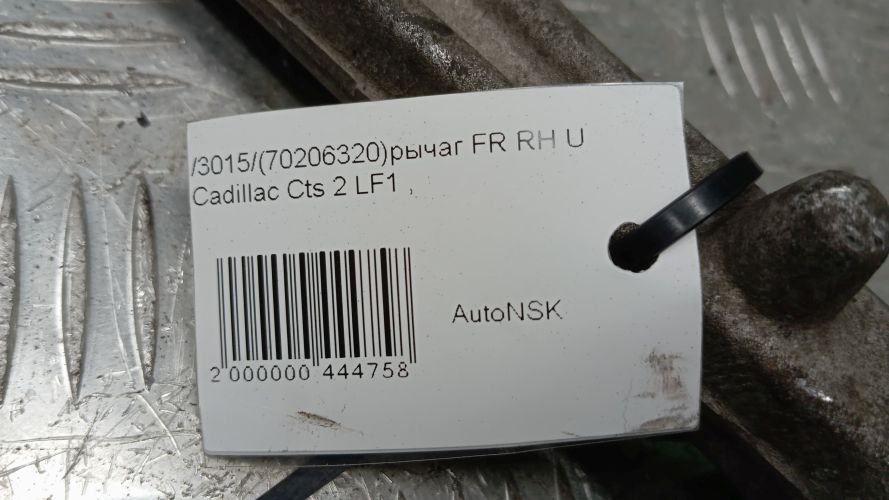 /3015/(70206320)рычаг FR RH U
Cadillac Cts 2 LF1 ,
AutoNSK
2 000000 444758